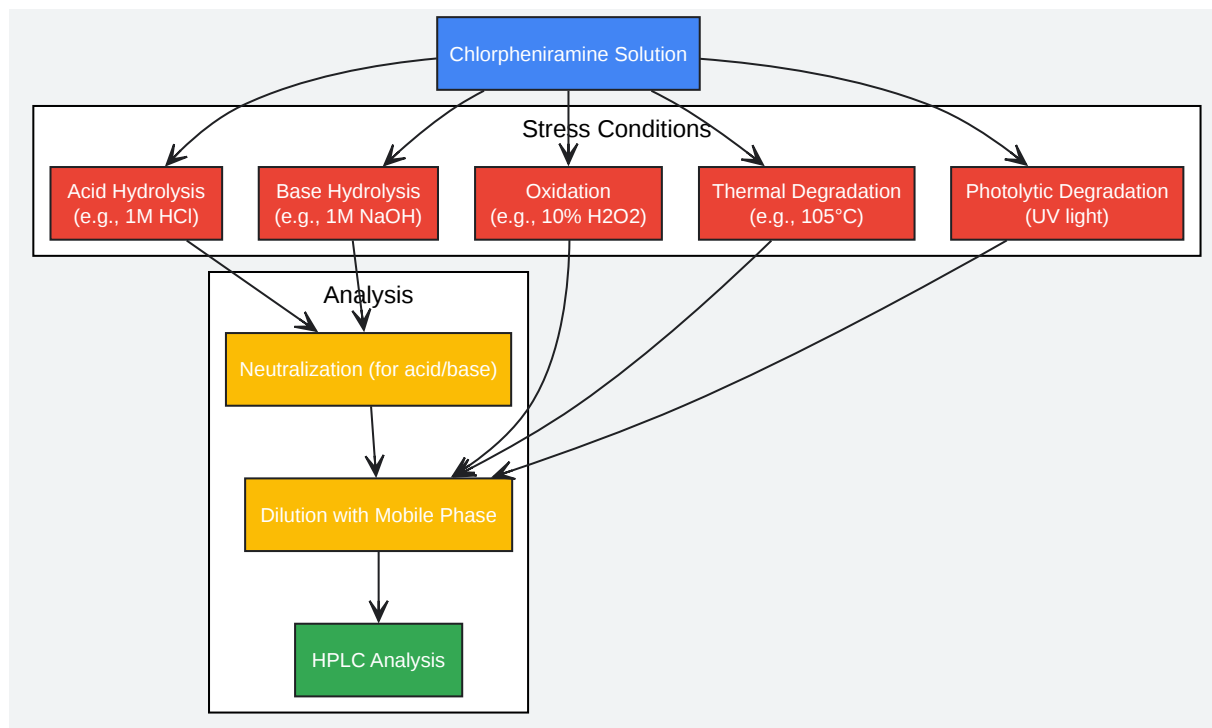 Chlorpheniramine Solution
Stress Conditions
Acid Hydrolysis
(e.g., 1M HCl)
Base Hydrolysis
(e.g., 1M NaOH)
Oxidation
(e.g., 10% H2O2)
Thermal Degradation
(e.g., 105°C)
Photolytic Degradation
(UV light)
Analysis
Neutralization (for acid/base)
Dilution with Mobile Phase
HPLC Analysis